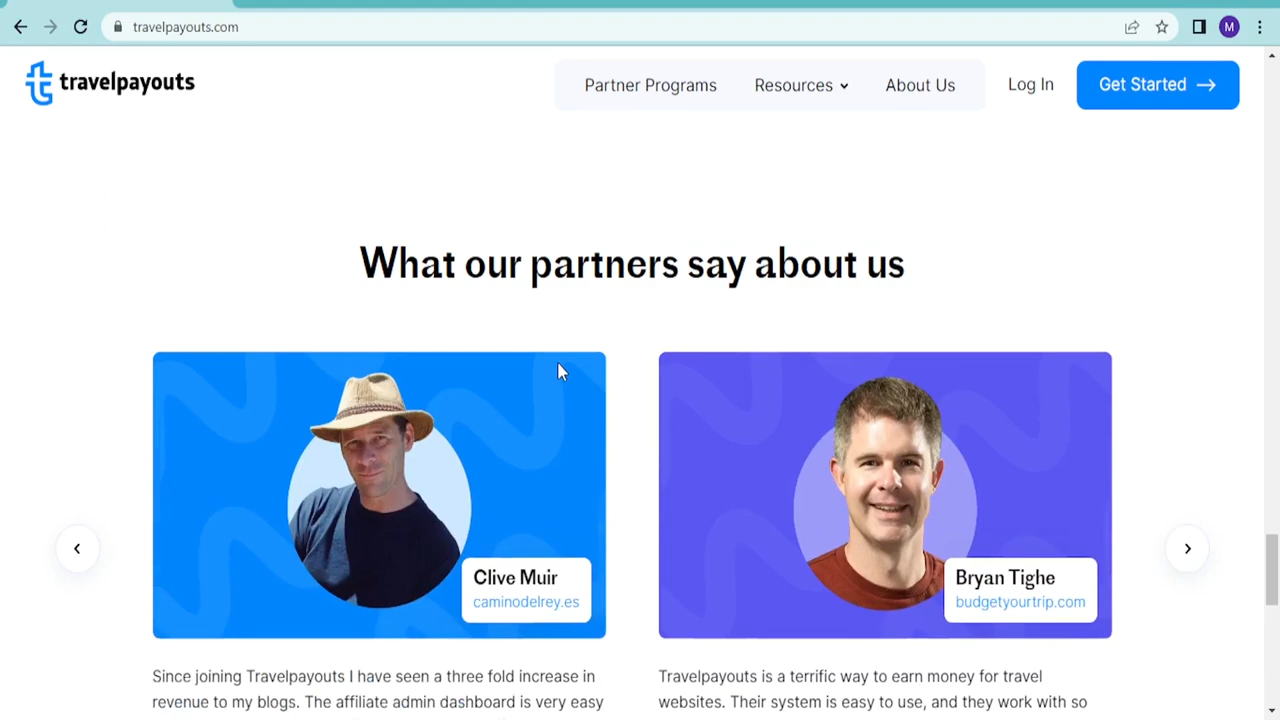 travelpayouts.com
M
travelpayouts
Partner Programs
Resources
About Us
Log In
Get Started
What our partners say about us
Clive Muir
caminodelrey.es
Bryan Tighe
budgetyourtrip.com
Since joining Travelpayouts I have seen a three fold increase in
revenue to my blogs. The affiliate admin dashboard is very easy
Travelpayouts is a terrific way to earn money for travel
websites. Their system is easy to use, and they work with so